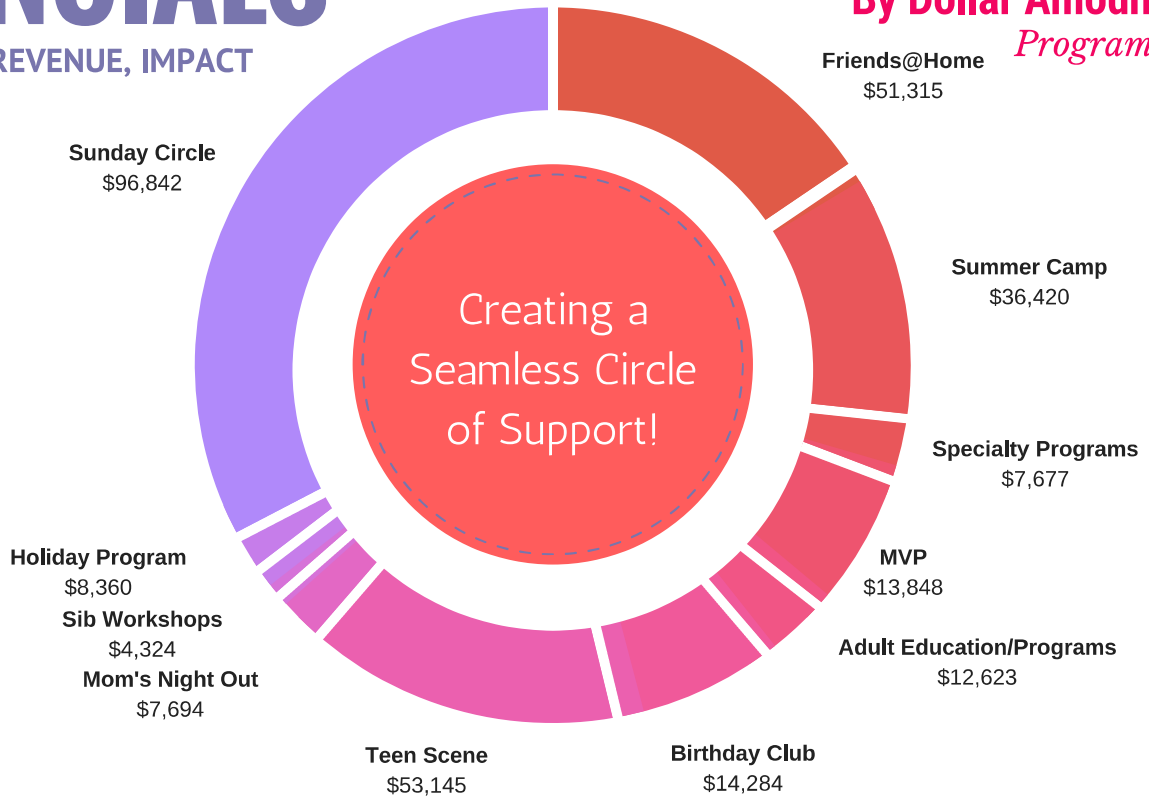 REVENUE, IMPACT
By Dollar
Program
Friends@Home
$51,315
Sunday Circle
$96,842
Summer Camp
$36,420
Creating a
Seamless Circle
of Support!
Specialty Programs
$7,677
MVP
$13,848
Holiday Program
$8,360
Sib Workshops
$4,324
Mom's Night Out
$7,694
Adult Education/Programs
$12,623
Teen Scene
$53,145
Birthday Club
$14,284